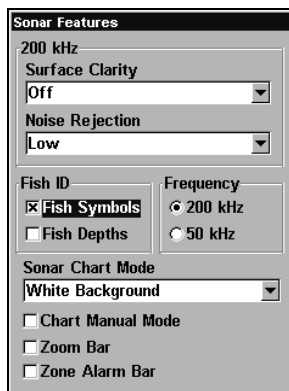 Sonar Features
200 kHz
Surface Clarity
Off
Noise Rejection
Low
Fish ID
Frequency
Fish Symbols
200 kHz
Fish Depths
50 kHz
Sonar Chart Mode
White Background
Chart Manual Mode
Zoom Bar
Zone Alarm Bar